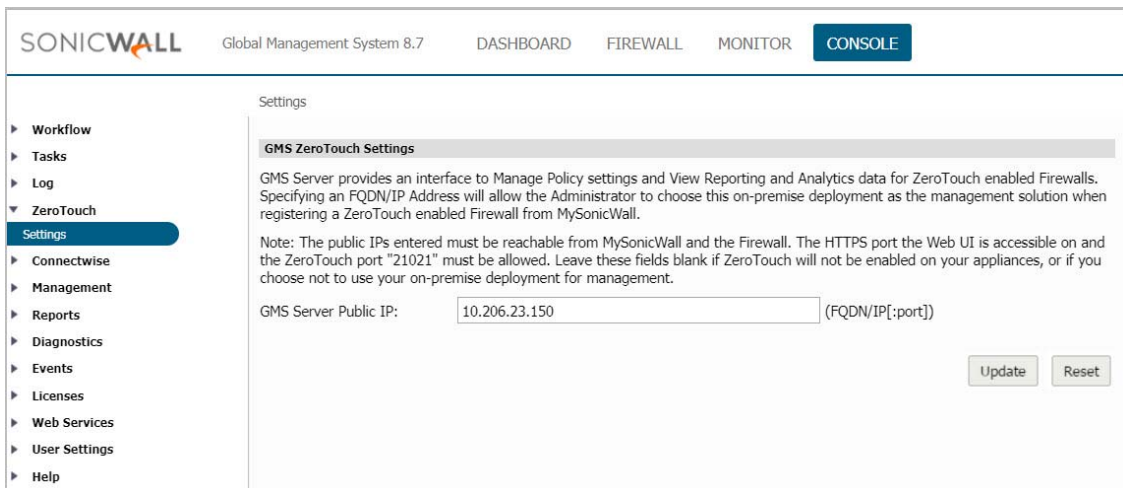 SONICWALL
Global Management System 8.7
DASHBOARD
FIREWALL
MONITOR
CONSOLE
Settings
Workflow
Tasks
Log
ZeroTouch
Settings
Connectwise
Management
Reports
Diagnostics
Events
Licenses
Web Services
User Settings
Help
GMS ZeroTouch Settings
GMS Server provides an interface to Manage Policy settings and View Reporting and Analytics data for ZeroTouch enabled Firewalls.
Specifying an FQDN/IP Address will allow the Administrator to choose this on-premise deployment as the management solution when
registering a ZeroTouch enabled Firewall from MySonicWall.
Note: The public IPs entered must be reachable from MySonicWall and the Firewall. The HTTPS port the Web UI is accessible on and
the ZeroTouch port "21021" must be allowed. Leave these fields blank if ZeroTouch will not be enabled on your appliances, or if you
choose not to use your on-premise deployment for management.
GMS Server Public IP: 10.206.23.150 (FQDN/IP[:port])
Update
Reset